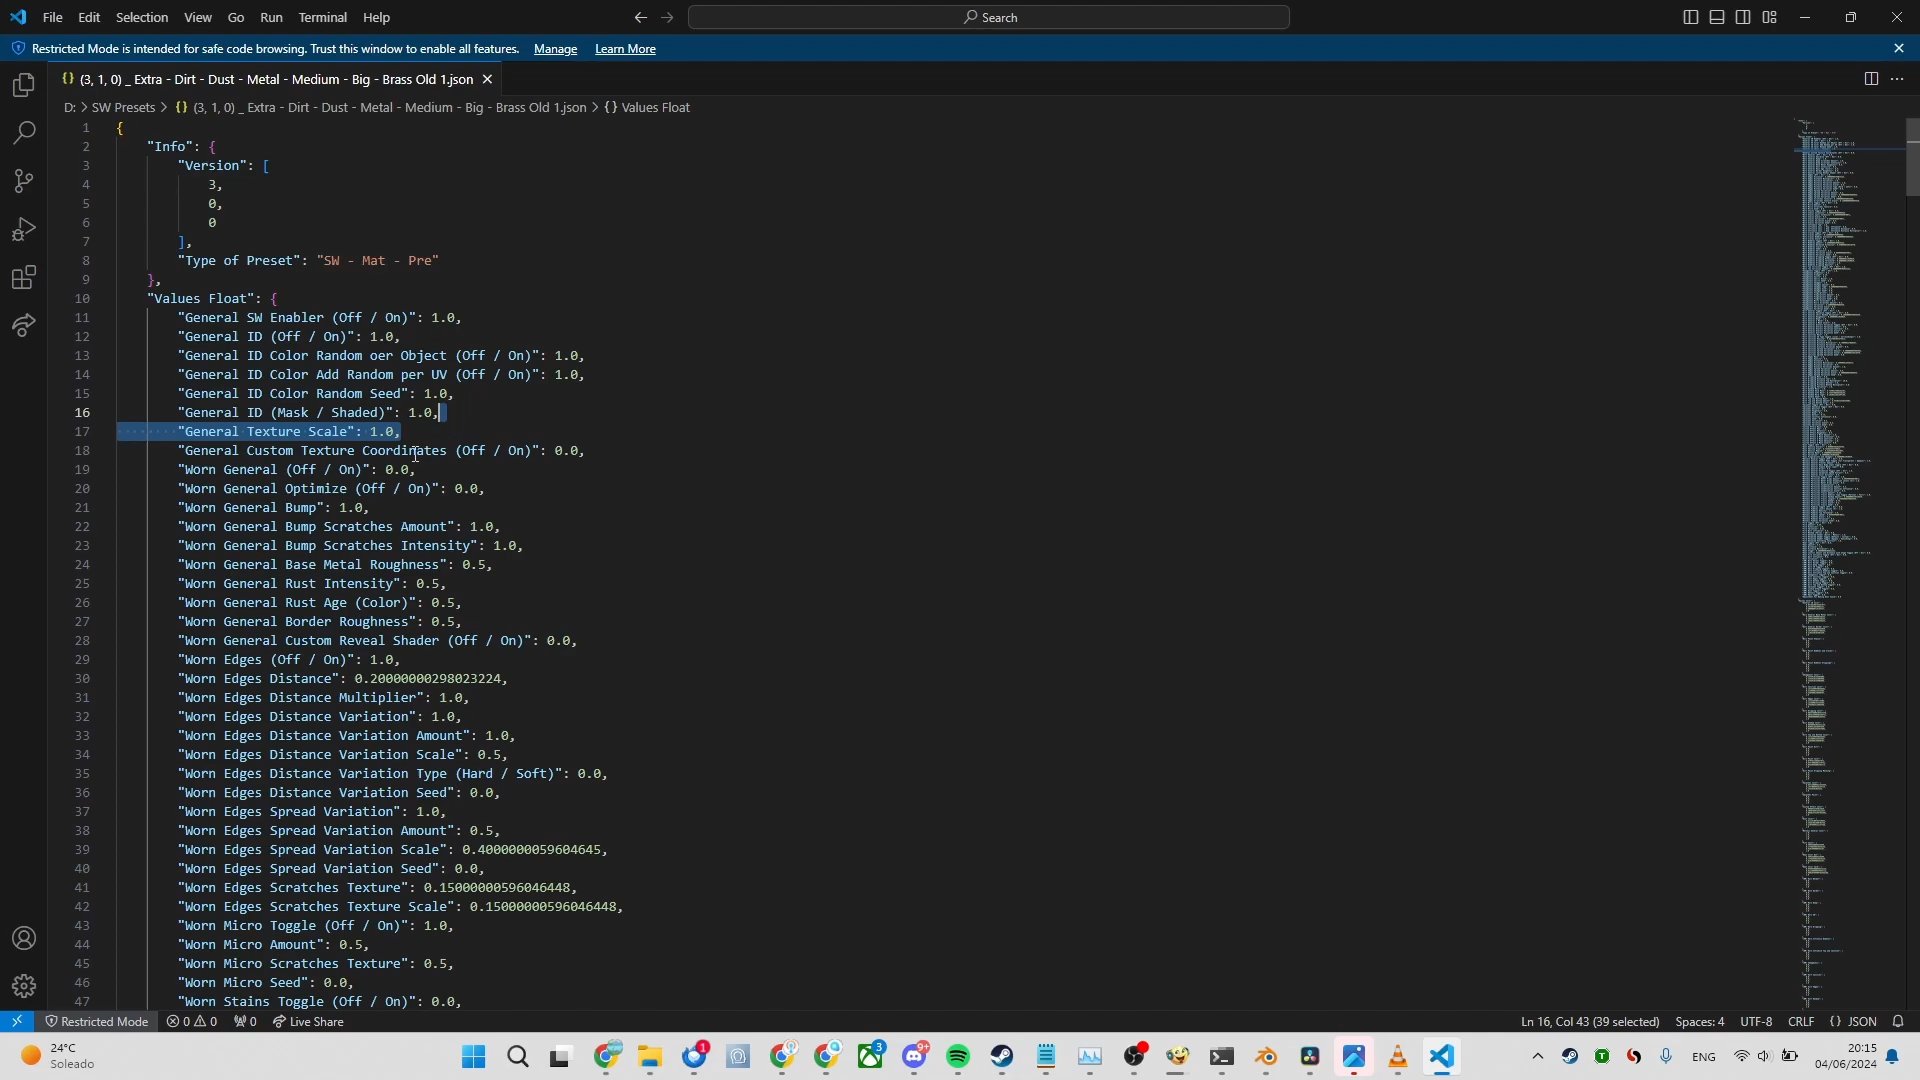 File Edit Selection View Go Run Terminal Help
Search
Restricted Mode is intended for safe code browsing. Trust this window to enable all features. Manage Learn More
{} (3, 1, 0) _ Extra - Dirt - Dust - Metal - Medium - Big - Brass Old 1.json
D: > SW Presets > {} (3, 1, 0) _ Extra - Dirt - Dust - Metal - Medium - Big - Brass Old 1.json > {} Values Float
1 {
2 "Info": {
3 "Version": [
4 3,
5 0,
6 0
7 ],
8 "Type of Preset": "SW - Mat - Pre"
9 },
10 "Values Float": {
11 "General SW Enabler (Off / On)": 1.0,
12 "General ID (Off / On)": 1.0,
13 "General ID Color Random oer Object (Off / On)": 1.0,
14 "General ID Color Add Random per UV (Off / On)": 1.0,
15 "General ID Color Random Seed": 1.0,
16 "General ID (Mask / Shaded)": 1.0,
17 "General Texture Scale": 1.0,
18 "General Custom Texture Coordinates (Off / On)": 0.0,
19 "Worn General (Off / On)": 0.0,
20 "Worn General Optimize (Off / On)": 0.0,
21 "Worn General Bump": 1.0,
22 "Worn General Bump Scratches Amount": 1.0,
23 "Worn General Bump Scratches Intensity": 1.0,
24 "Worn General Base Metal Roughness": 0.5,
25 "Worn General Rust Intensity": 0.5,
26 "Worn General Rust Age (Color)": 0.5,
27 "Worn General Border Roughness": 0.5,
28 "Worn General Custom Reveal Shader (Off / On)": 0.0,
29 "Worn Edges (Off / On)": 1.0,
30 "Worn Edges Distance": 0.20000000298023224,
31 "Worn Edges Distance Multiplier": 1.0,
32 "Worn Edges Distance Variation": 1.0,
33 "Worn Edges Distance Variation Amount": 1.0,
34 "Worn Edges Distance Variation Scale": 0.5,
35 "Worn Edges Distance Variation Type (Hard / Soft)": 0.0,
36 "Worn Edges Distance Variation Seed": 0.0,
37 "Worn Edges Spread Variation": 1.0,
38 "Worn Edges Spread Variation Amount": 0.5,
39 "Worn Edges Spread Variation Scale": 0.4000000059604645,
40 "Worn Edges Spread Variation Seed": 0.0,
41 "Worn Edges Scratches Texture": 0.15000000596046448,
42 "Worn Edges Scratches Texture Scale": 0.15000000596046448,
43 "Worn Micro Toggle (Off / On)": 1.0,
44 "Worn Micro Amount": 0.5,
45 "Worn Micro Scratches Texture": 0.5,
46 "Worn Micro Seed": 0.0,
47 "Worn Stains Toggle (Off / On)": 0.0,
Restricted Mode 0 0 0 Live Share Ln 16, Col 43 (39 selected) Spaces: 4 UTF-8 CRLF {} JSON
24°C
Soleado
1
3
9+
ENG
20:15
04/06/2024